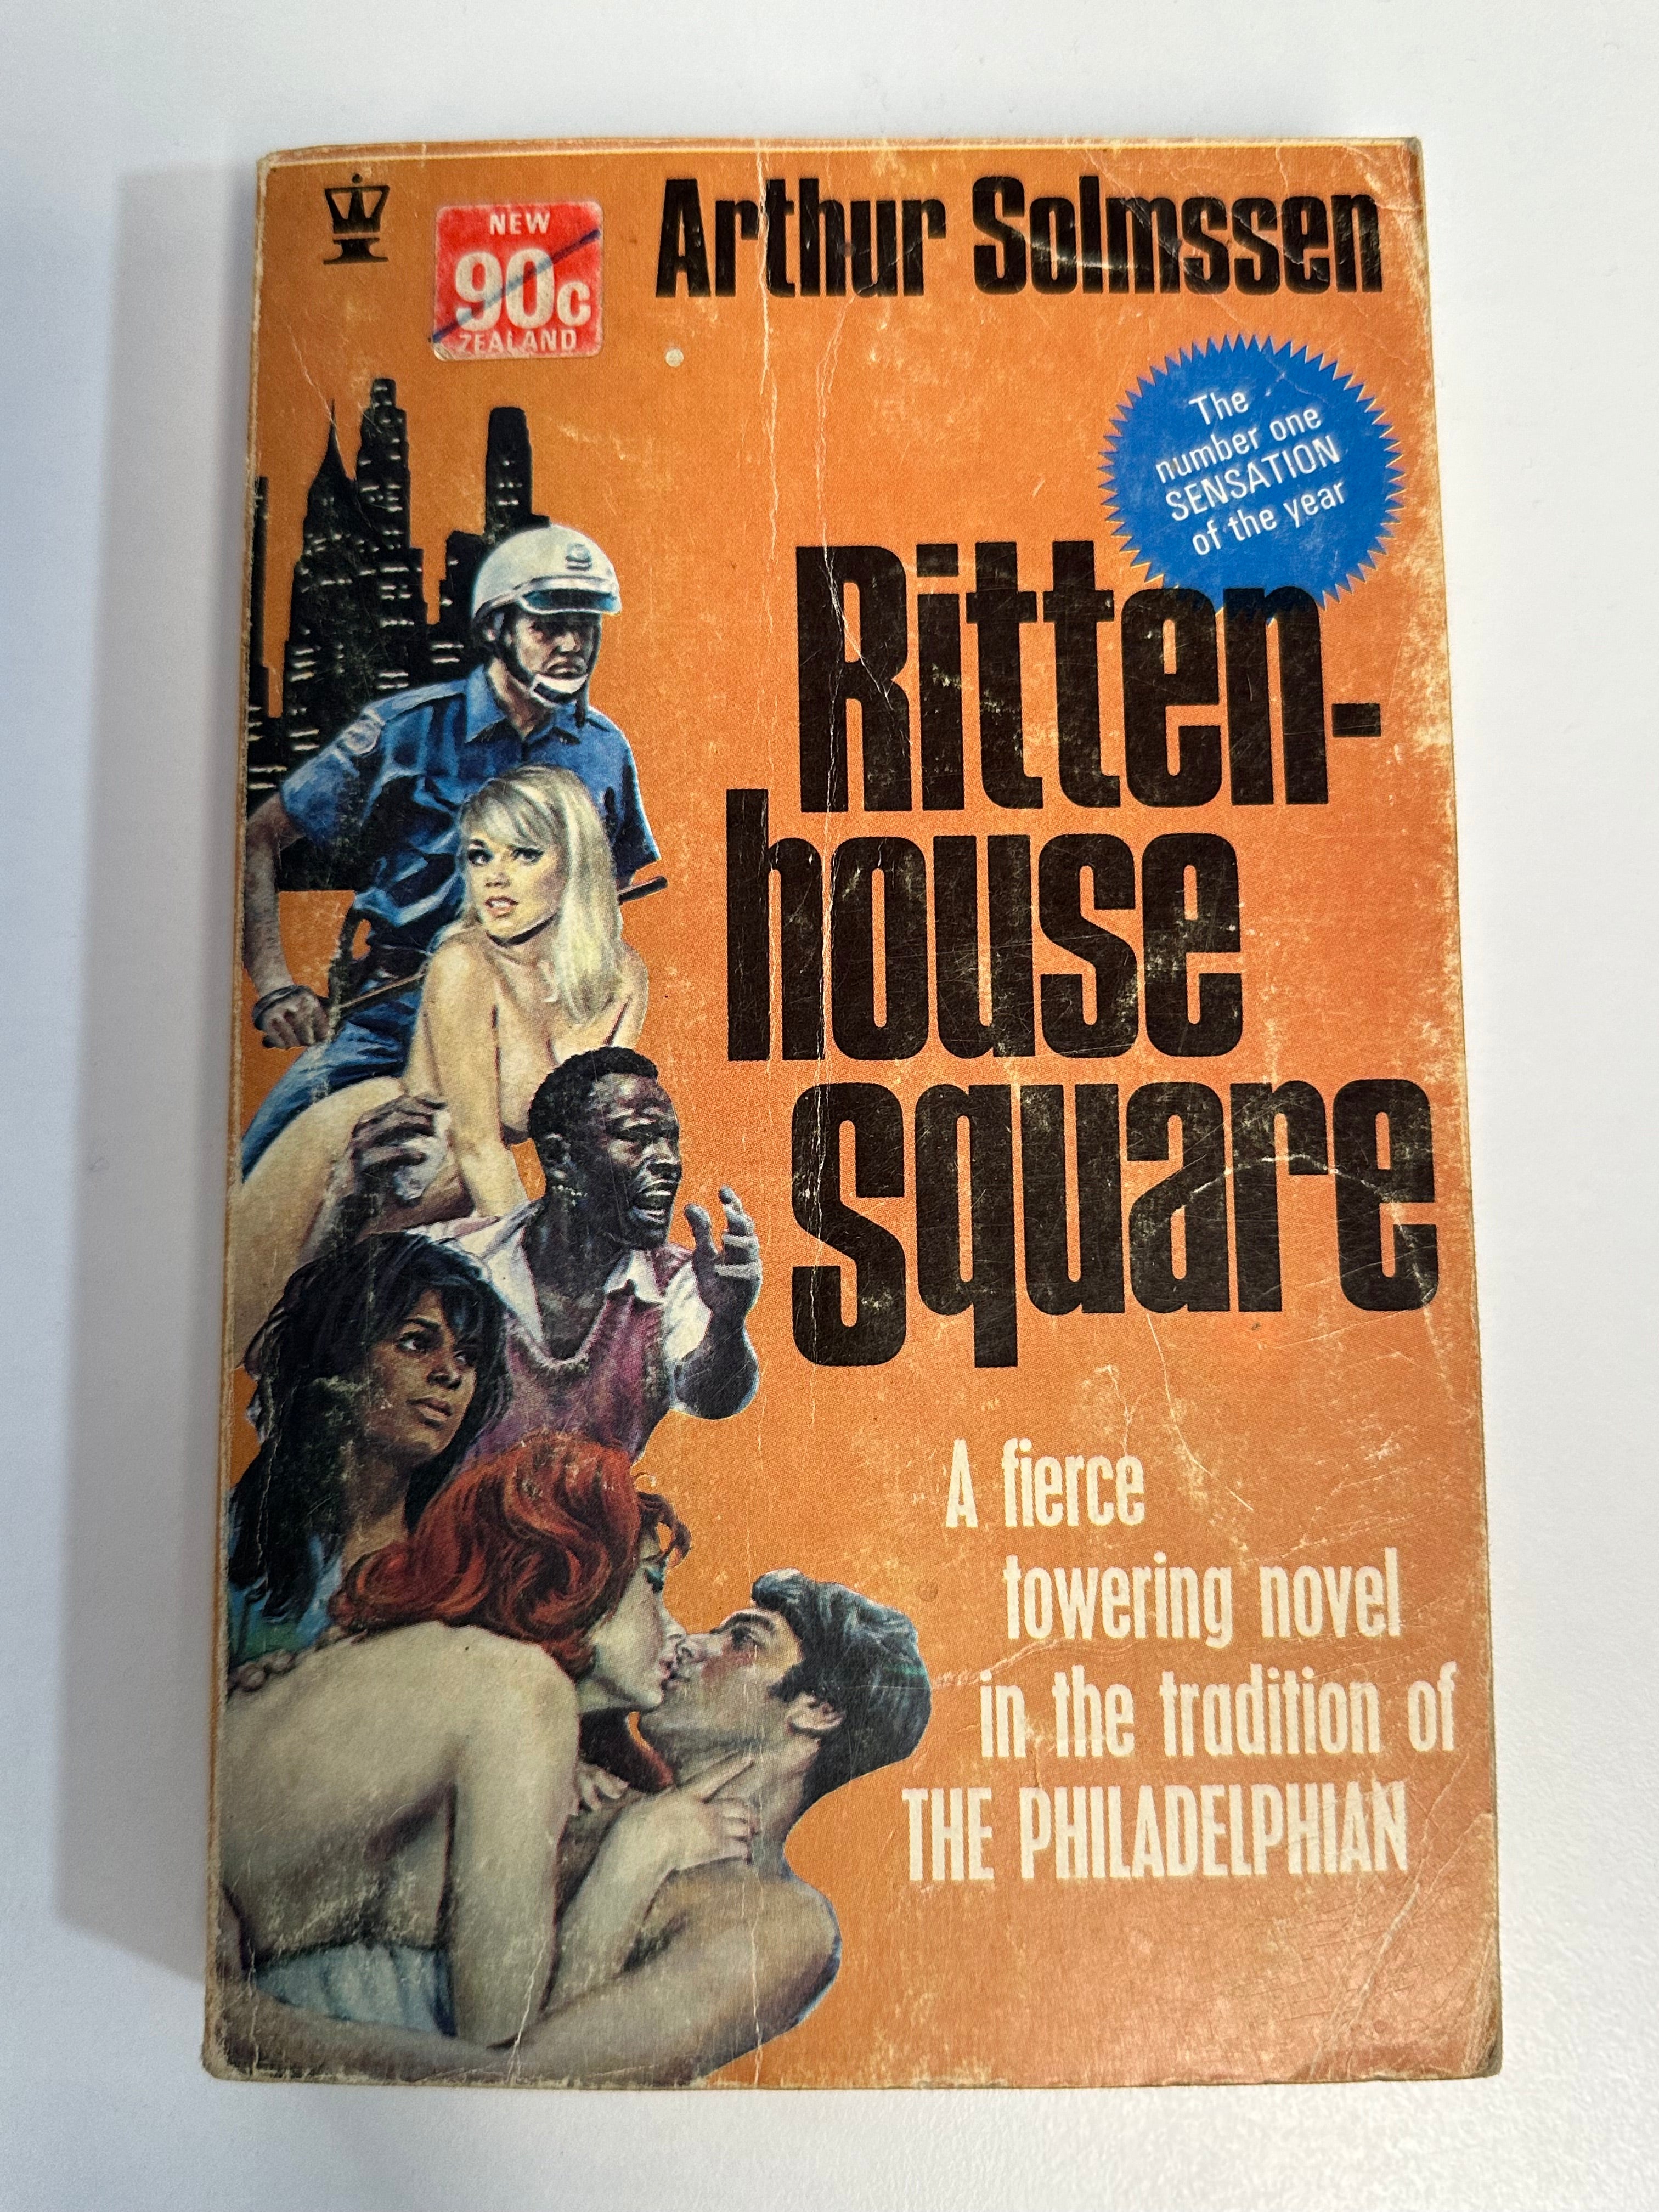 Arthur Solmssen
NEW
90c
ZEALAND
The
number one
SENSATION
of the year
Ritten-
house
square
A fierce
towering novel
in the tradition of
THE PHILADELPHIAN